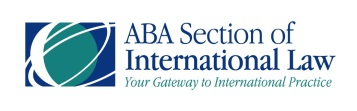 ABA Section of
International Law
Your Gateway to International Practice